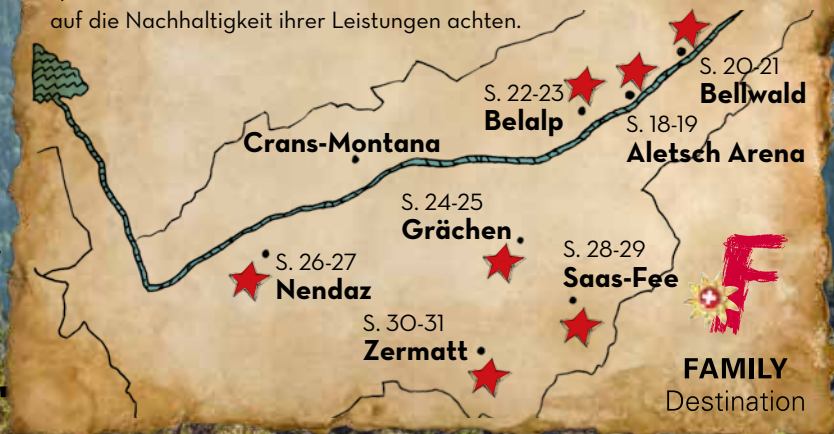 auf die Nachhaltigkeit ihrer Leistungen achten.
S. 20-21
Bellwald
S. 22-23
Belalp
S. 18-19
Aletsch Arena
Crans-Montana
S. 24-25
Grächen
S. 28-29
Saas-Fee
S. 26-27
Nendaz
S. 30-31
Zermatt
F
FAMILY
Destination